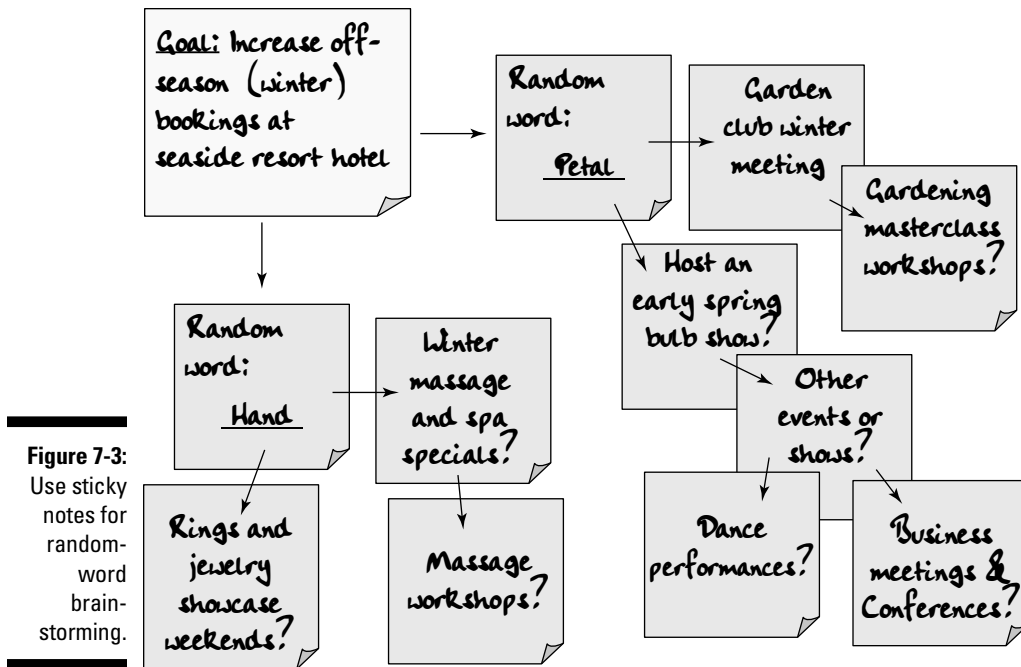 Goal: Increase off-
season (winter)
bookings at
seaside resort hotel
Random
word:
Petal
Garden
club winter
meeting
Gardening
masterclass
workshops?
Host an
early spring
bulb show?
Other
events or
shows?
Dance
performances?
Business
meetings &
Conferences?
Random
word:
Hand
Winter
massage
and spa
specials?
Massage
workshops?
Rings and
jewelry
showcase
weekends?
Figure 7-3:
Use sticky
notes for
random-
word
brain-
storming.